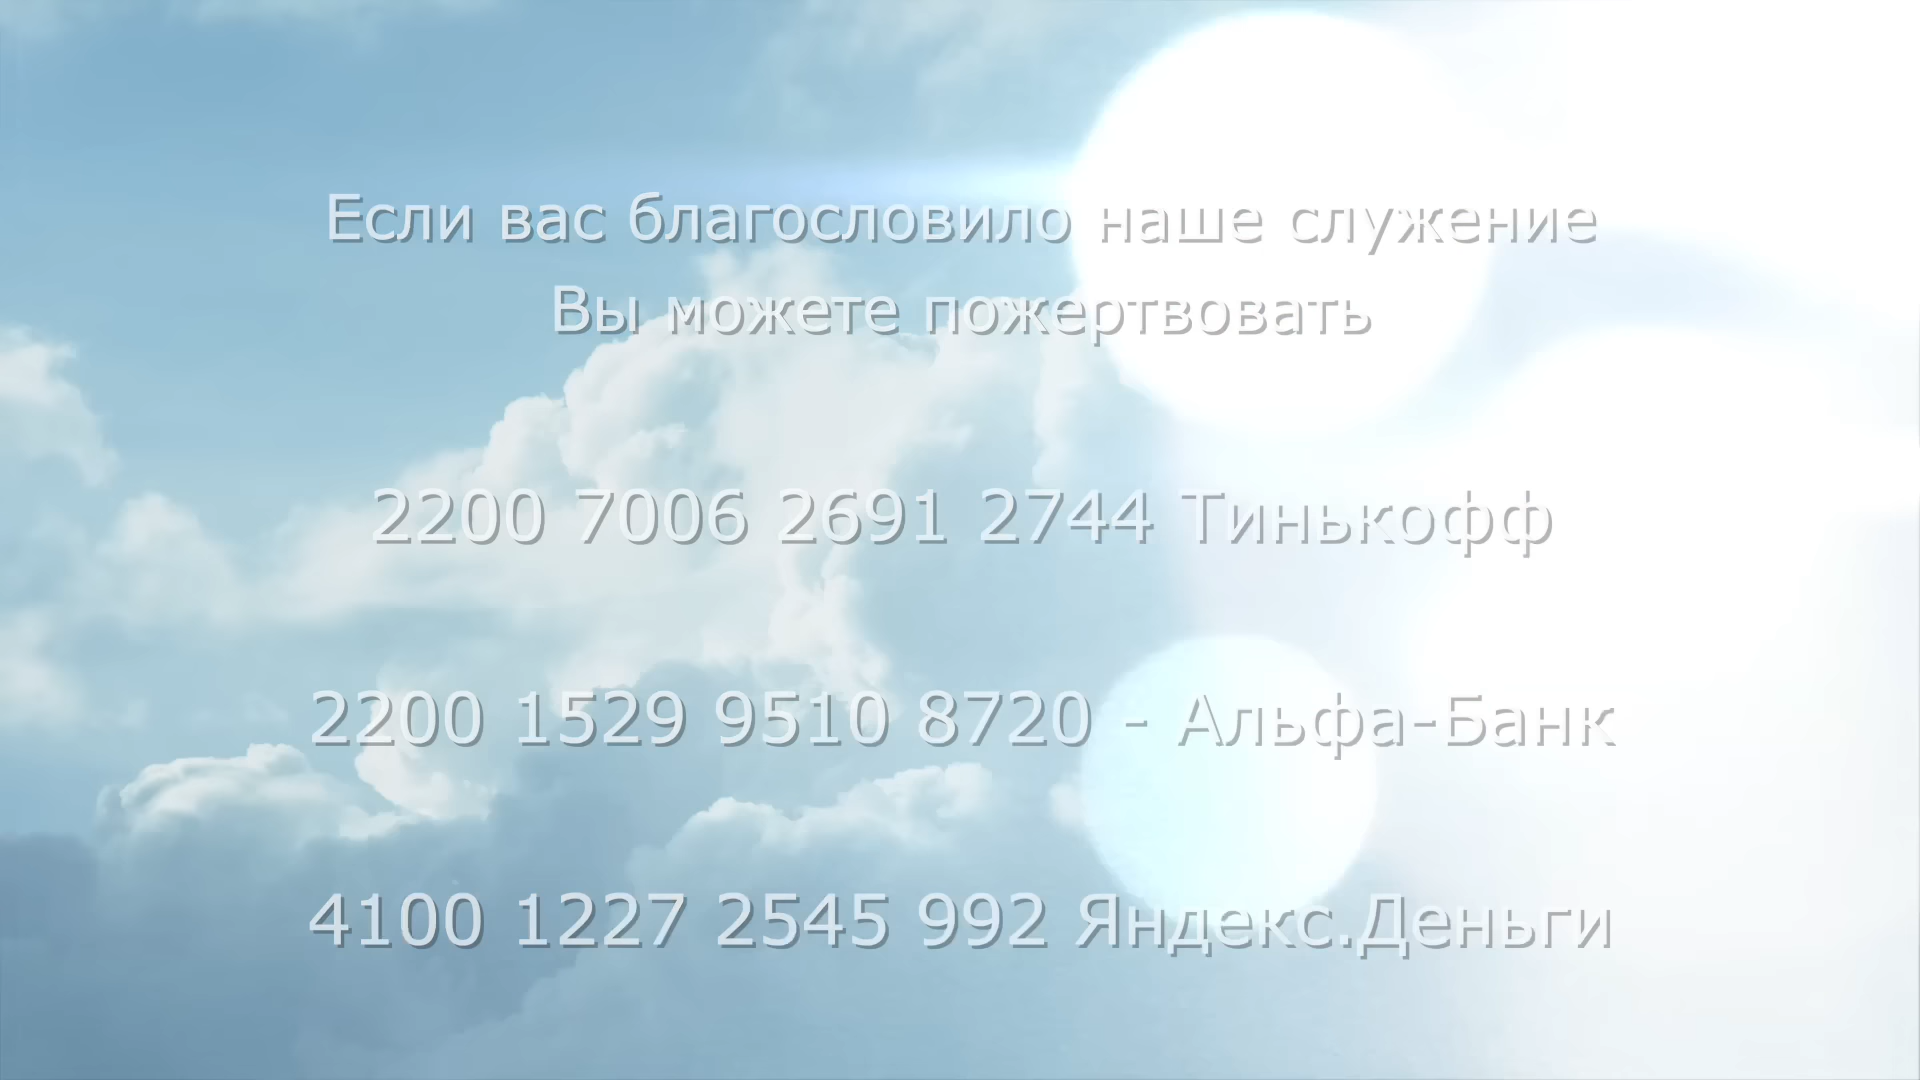 Если вас благословило наше служение
Вы можете пожертвовать
2200 7006 2691 2744 Тинькофф
2200 1529 9510 8720 - Альфа-Банк
4100 1227 2545 992 Яндекс.Деньги